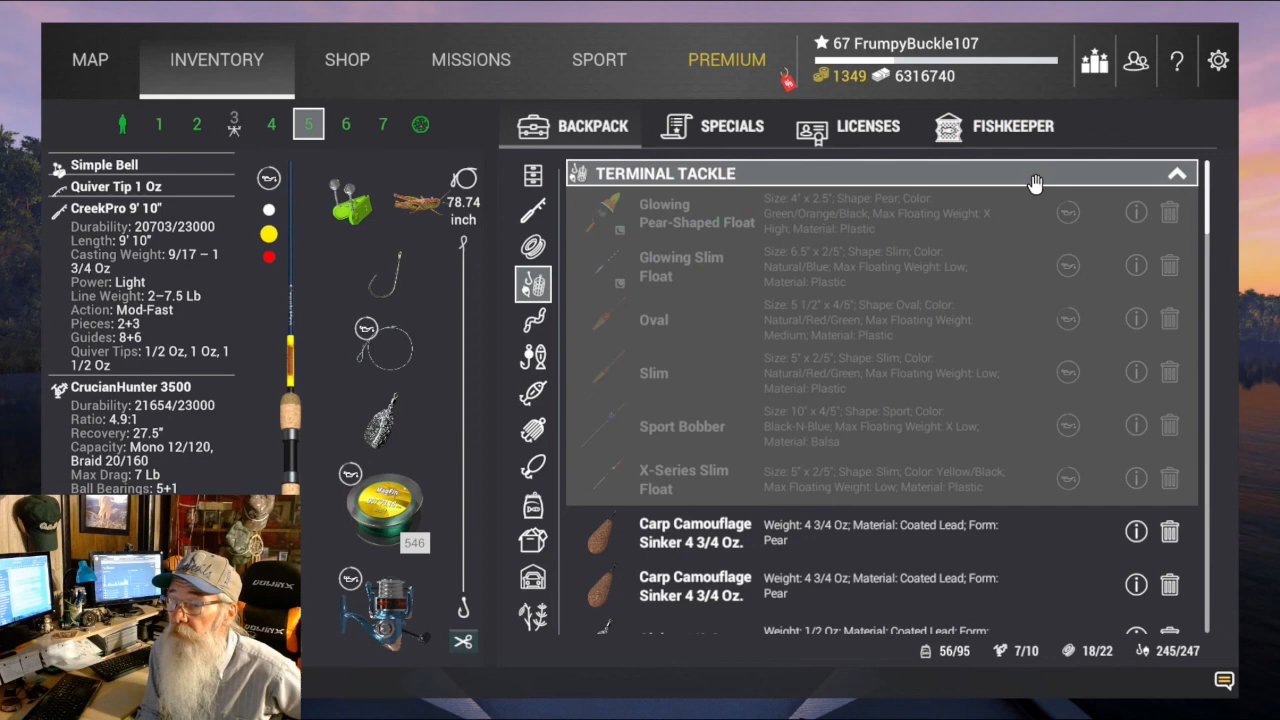 MAP
INVENTORY
SHOP
MISSIONS
SPORT
PREMIUM
67 FrumpyBuckle107
1349 6316740
1 2 3 4 5 6 7
BACKPACK
SPECIALS
LICENSES
FISHKEEPER
Simple Bell
Quiver Tip 1 Oz
CreekPro 9' 10"
Durability: 20703/23000
Length: 9' 10"
Casting Weight: 9/17 – 1
3/4 Oz
Power: Light
Line Weight: 2–7.5 Lb
Action: Mod-Fast
Pieces: 2+3
Guides: 8+6
Quiver Tips: 1/2 Oz, 1 Oz, 1
1/2 Oz
CrucianHunter 3500
Durability: 21654/23000
Ratio: 4.9:1
Recovery: 27.5"
Capacity: Mono 12/120,
Braid 20/160
Max Drag: 7 Lb
Ball Bearings: 5+1
78.74
inch
MagFin
546
TERMINAL TACKLE
Glowing
Pear-Shaped Float
Size: 4" x 2.5"; Shape: Pear; Color:
Green/Orange/Black; Max Floating Weight: X
High; Material: Plastic
Glowing Slim
Float
Size: 6.5" x 2/5"; Shape: Slim; Color:
Natural/Blue; Max Floating Weight: Low;
Material: Plastic
Oval
Size: 5 1/2" x 4/5"; Shape: Oval; Color:
Natural/Red/Green; Max Floating Weight:
Medium; Material: Plastic
Slim
Size: 5" x 2/5"; Shape: Slim; Color:
Natural/Red/Green; Max Floating Weight: Low;
Material: Plastic
Sport Bobber
Size: 10" x 4/5"; Shape: Sport; Color:
Black-N-Blue; Max Floating Weight: X Low;
Material: Balsa
X-Series Slim
Float
Size: 5" x 2/5"; Shape: Slim; Color: Yellow/Black;
Max Floating Weight: Low; Material: Plastic
Carp Camouflage
Sinker 4 3/4 Oz.
Weight: 4 3/4 Oz; Material: Coated Lead; Form:
Pear
Carp Camouflage
Sinker 4 3/4 Oz.
Weight: 4 3/4 Oz; Material: Coated Lead; Form:
Pear
Weight: 1/2 Oz; Material: Coated Lead; Form:
56/95
7/10
18/22
245/247